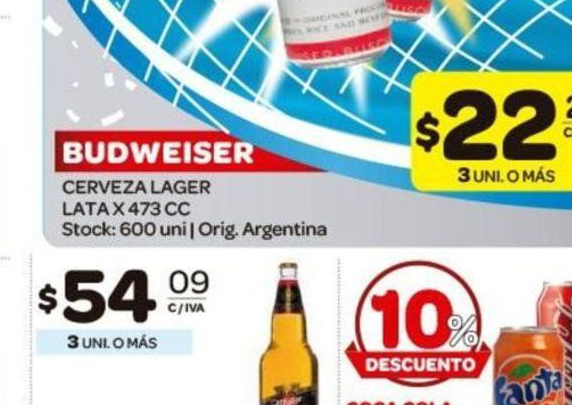 BUDWEISER
CERVEZA LAGER
LATA X 473 CC
Stock: 600 uni | Orig. Argentina
$22
3 UNI. O MÁS
$54 09
C/IVA
3 UNI. O MÁS
10%
DESCUENTO
Fanta